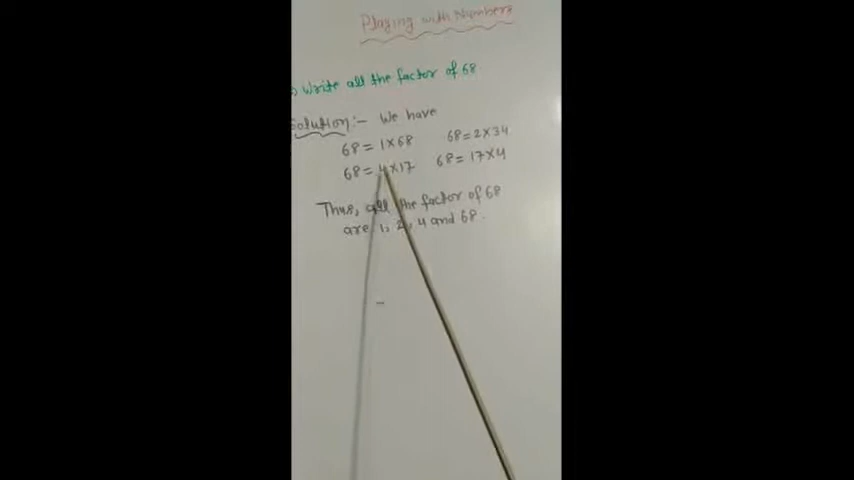 Playing with Numbers
) Write all the factor of 68
Solution:- We have
68 = 1×68 68 = 2×34
68 = 4×17 68 = 17×4
Thus, all the factor of 68
are 1, 2, 4 and 68.